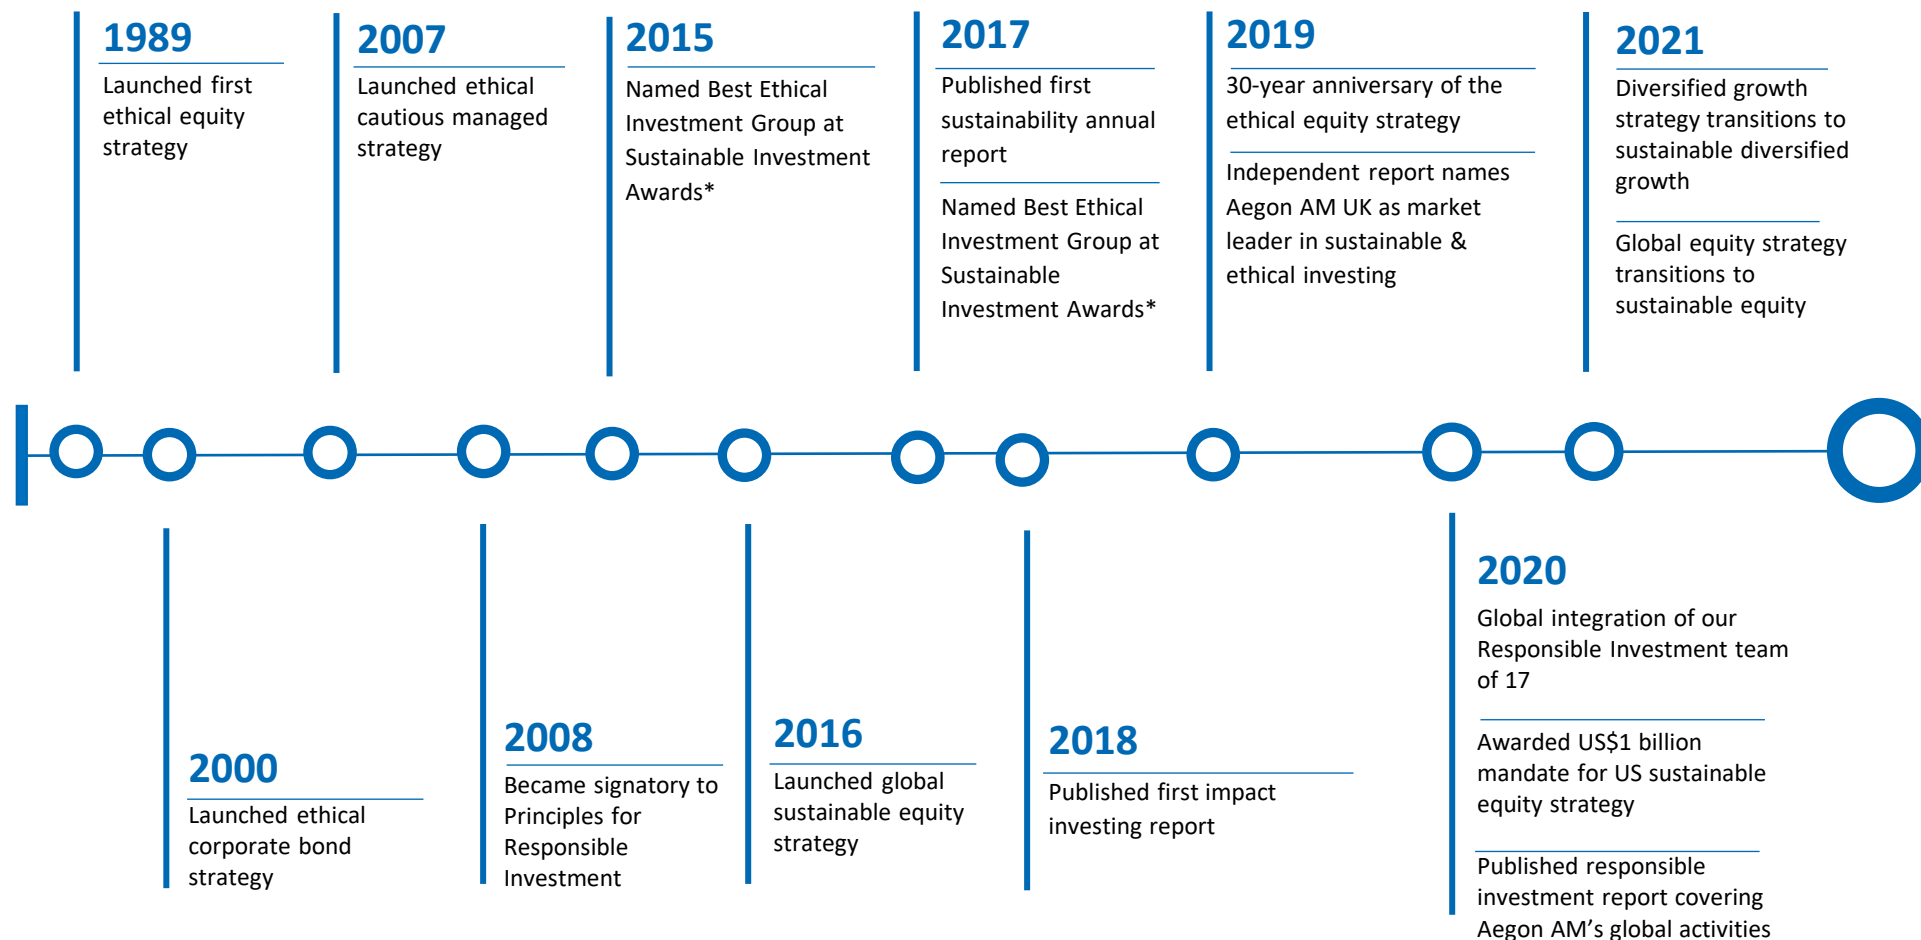 1989
Launched first
ethical equity
strategy
2007
Launched ethical
cautious managed
strategy
2015
Named Best Ethical
Investment Group at
Sustainable Investment
Awards*
2017
Published first
sustainability annual
report
Named Best Ethical
Investment Group at
Sustainable
Investment Awards*
2019
30-year anniversary of the
ethical equity strategy
Independent report names
Aegon AM UK as market
leader in sustainable &
ethical investing
2021
Diversified growth
strategy transitions to
sustainable diversified
growth
Global equity strategy
transitions to
sustainable equity
2000
Launched ethical
corporate bond
strategy
2008
Became signatory to
Principles for
Responsible
Investment
2016
Launched global
sustainable equity
strategy
2018
Published first impact
investing report
2020
Global integration of our
Responsible Investment team
of 17
Awarded US$1 billion
mandate for US sustainable
equity strategy
Published responsible
investment report covering
Aegon AM’s global activities